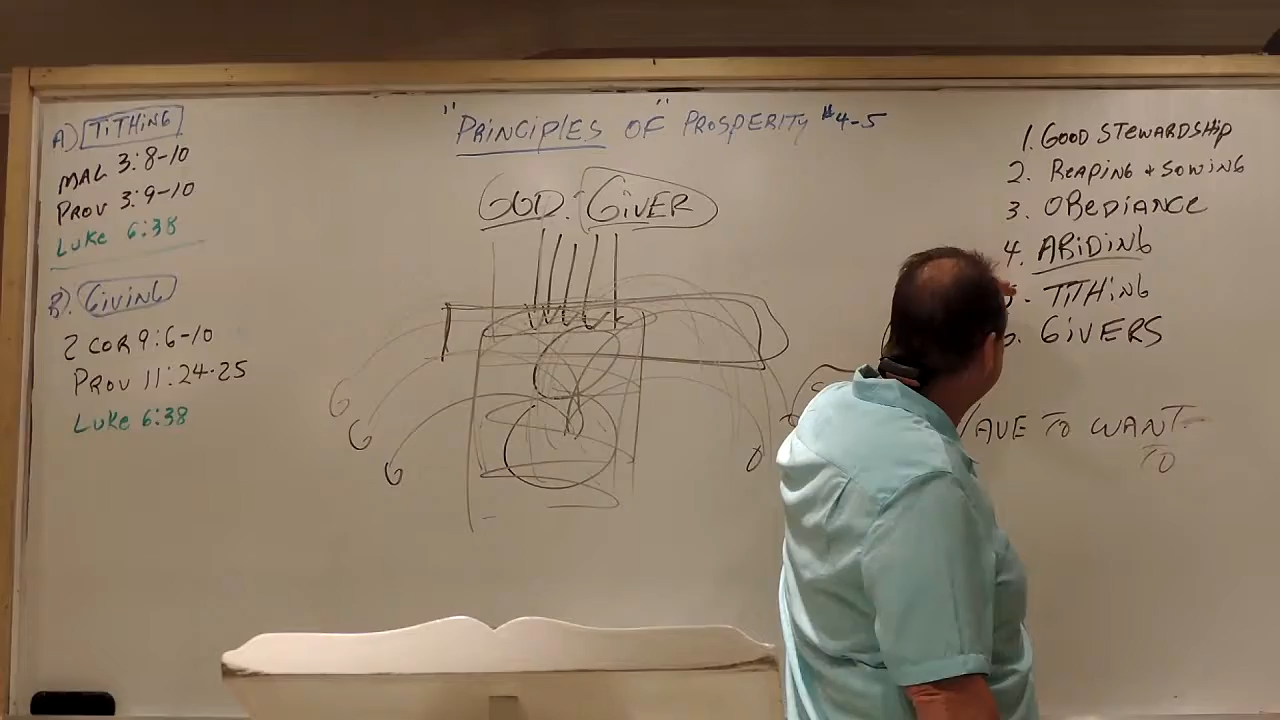 "PRINCIPLES OF" PROSPERITY #4-5
A) TITHING
MAL 3:8-10
PROV 3:9-10
Luke 6:38
B). GIVING
2 COR 9:6-10
PROV 11:24-25
Luke 6:38
GOD: GIVER
1. GOOD STEWARDSHIP
2. REAPING + SOWING
3. OBEDIANCE
4. ABIDING
TITHING
GIVERS
AVE TO WANT
TO